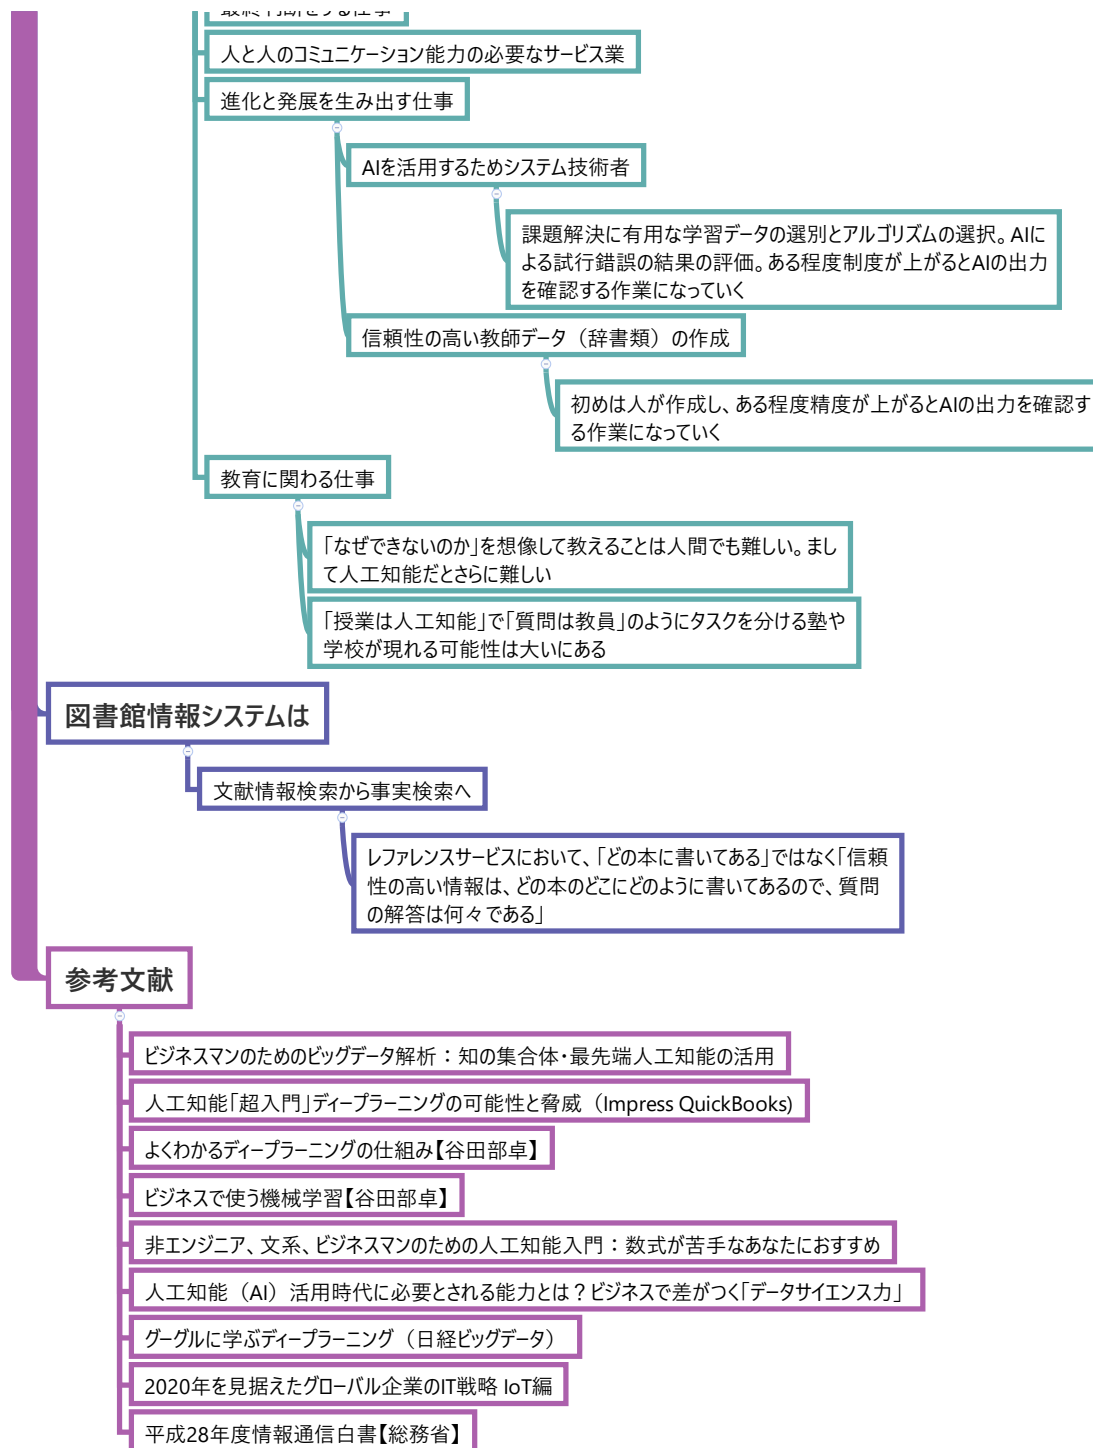 人と人のコミュニケーション能力の必要なサービス業
進化と発展を生み出す仕事
AIを活用するためシステム技術者
課題解決に有用な学習データの選別とアルゴリズムの選択。AIに
よる試行錯誤の結果の評価。ある程度制度が上がるとAIの出力
を確認する作業になっていく
信頼性の高い教師データ（辞書類）の作成
初めは人が作成し、ある程度精度が上がるとAIの出力を確認す
る作業になっていく
教育に関わる仕事
「なぜできないのか」を想像して教えることは人間でも難しい。まし
て人工知能だとさらに難しい
「授業は人工知能」で「質問は教員」のようにタスクを分ける塾や
学校が現れる可能性は大いにある
図書館情報システムは
文献情報検索から事実検索へ
レファレンスサービスにおいて、「どの本に書いてある」ではなく「信頼
性の高い情報は、どの本のどこにどのように書いてあるので、質問
の解答は何々である」
参考文献
ビジネスマンのためのビッグデータ解析：知の集合体・最先端人工知能の活用
人工知能「超入門」ディープラーニングの可能性と脅威（Impress QuickBooks)
よくわかるディープラーニングの仕組み【谷田部卓】
ビジネスで使う機械学習【谷田部卓】
非エンジニア、文系、ビジネスマンのための人工知能入門：数式が苦手なあなたにおすすめ
人工知能（AI）活用時代に必要とされる能力とは？ビジネスで差がつく「データサイエンス力」
グーグルに学ぶディープラーニング（日経ビッグデータ）
2020年を見据えたグローバル企業のIT戦略 IoT編
平成28年度情報通信白書【総務省】